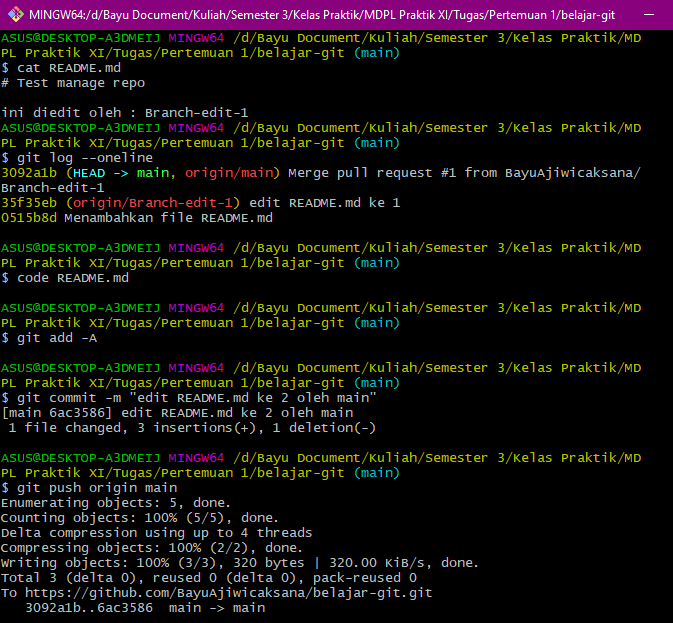 MINGW64:/d/Bayu Document/Kuliah/Semester 3/Kelas Praktik/MDPL Praktik XI/Tugas/Pertemuan 1/belajar-git
ASUS@DESKTOP-A3DMEIJ MINGW64 /d/Bayu Document/Kuliah/Semester 3/Kelas Praktik/MD
PL Praktik XI/Tugas/Pertemuan 1/belajar-git (main)
$ cat README.md
# Test manage repo
ini diedit oleh : Branch-edit-1
ASUS@DESKTOP-A3DMEIJ MINGW64 /d/Bayu Document/Kuliah/Semester 3/Kelas Praktik/MD
PL Praktik XI/Tugas/Pertemuan 1/belajar-git (main)
$ git log --oneline
3092a1b (HEAD -> main, origin/main) Merge pull request #1 from BayuAjiwicaksana/
Branch-edit-1
35f35eb (origin/Branch-edit-1) edit README.md ke 1
0515b8d Menambahkan file README.md
ASUS@DESKTOP-A3DMEIJ MINGW64 /d/Bayu Document/Kuliah/Semester 3/Kelas Praktik/MD
PL Praktik XI/Tugas/Pertemuan 1/belajar-git (main)
$ code README.md
ASUS@DESKTOP-A3DMEIJ MINGW64 /d/Bayu Document/Kuliah/Semester 3/Kelas Praktik/MD
PL Praktik XI/Tugas/Pertemuan 1/belajar-git (main)
$ git add -A
ASUS@DESKTOP-A3DMEIJ MINGW64 /d/Bayu Document/Kuliah/Semester 3/Kelas Praktik/MD
PL Praktik XI/Tugas/Pertemuan 1/belajar-git (main)
$ git commit -m "edit README.md ke 2 oleh main"
[main 6ac3586] edit README.md ke 2 oleh main
 1 file changed, 3 insertions(+), 1 deletion(-)
ASUS@DESKTOP-A3DMEIJ MINGW64 /d/Bayu Document/Kuliah/Semester 3/Kelas Praktik/MD
PL Praktik XI/Tugas/Pertemuan 1/belajar-git (main)
$ git push origin main
Enumerating objects: 5, done.
Counting objects: 100% (5/5), done.
Delta compression using up to 4 threads
Compressing objects: 100% (2/2), done.
Writing objects: 100% (3/3), 320 bytes | 320.00 KiB/s, done.
Total 3 (delta 0), reused 0 (delta 0), pack-reused 0
To https://github.com/BayuAjiwicaksana/belajar-git.git
   3092a1b..6ac3586  main -> main